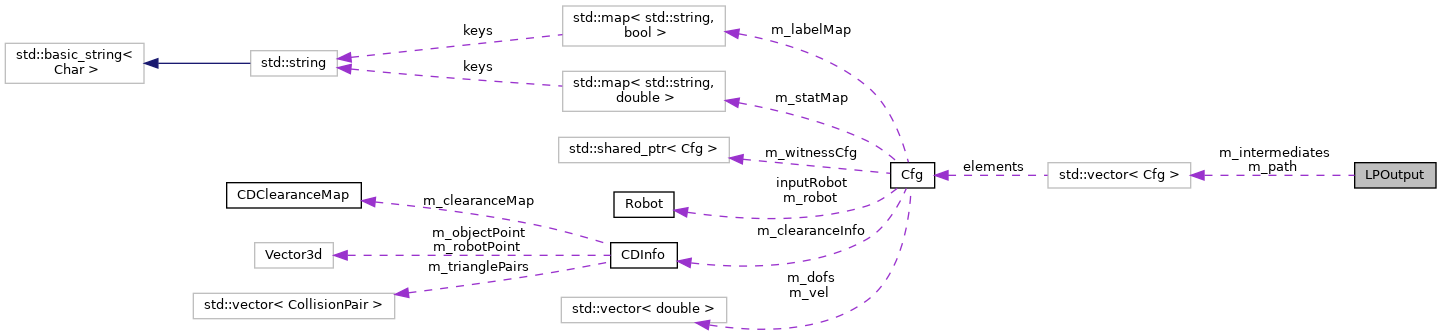 std::basic_string<
Char >
keys
keys
std::string
std::map< std::string,
bool >
std::map< std::string,
double >
m_labelMap
m_statMap
std::shared_ptr< Cfg >
m_witnessCfg
Cfg
elements
std::vector< Cfg >
m_intermediates
m_path
LPOutput
CDClearanceMap
m_clearanceMap
Robot
inputRobot
m_robot
Vector3d
m_objectPoint
m_robotPoint
CDInfo
m_clearanceInfo
m_trianglePairs
std::vector< CollisionPair >
std::vector< double >
m_dofs
m_vel